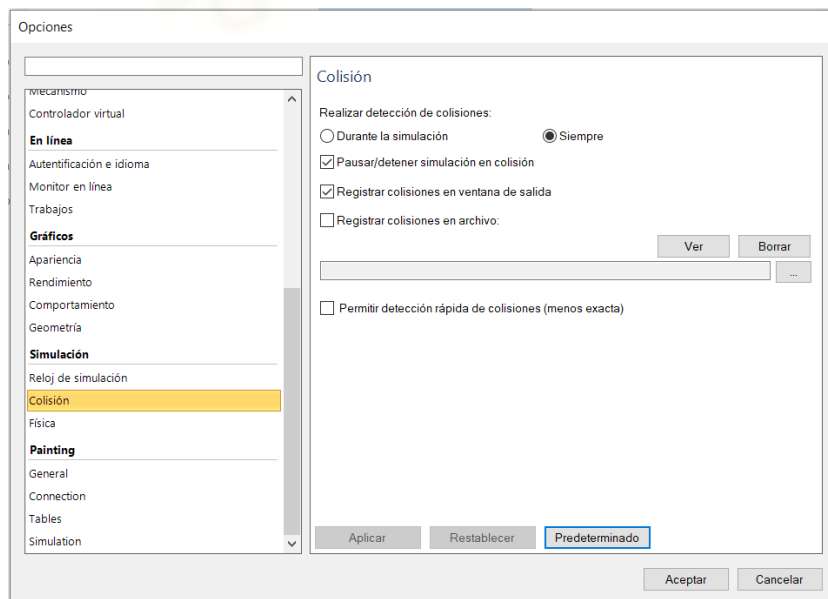 Opciones
Mecanismo
Controlador virtual
En línea
Autentificación e idioma
Monitor en línea
Trabajos
Gráficos
Apariencia
Rendimiento
Comportamiento
Geometría
Simulación
Reloj de simulación
Colisión
Física
Painting
General
Connection
Tables
Simulation
Colisión
Realizar detección de colisiones:
Durante la simulación Siempre
Pausar/detener simulación en colisión
Registrar colisiones en ventana de salida
Registrar colisiones en archivo:
Ver Borrar
...
Permitir detección rápida de colisiones (menos exacta)
Aplicar Restablecer Predeterminado
Aceptar Cancelar